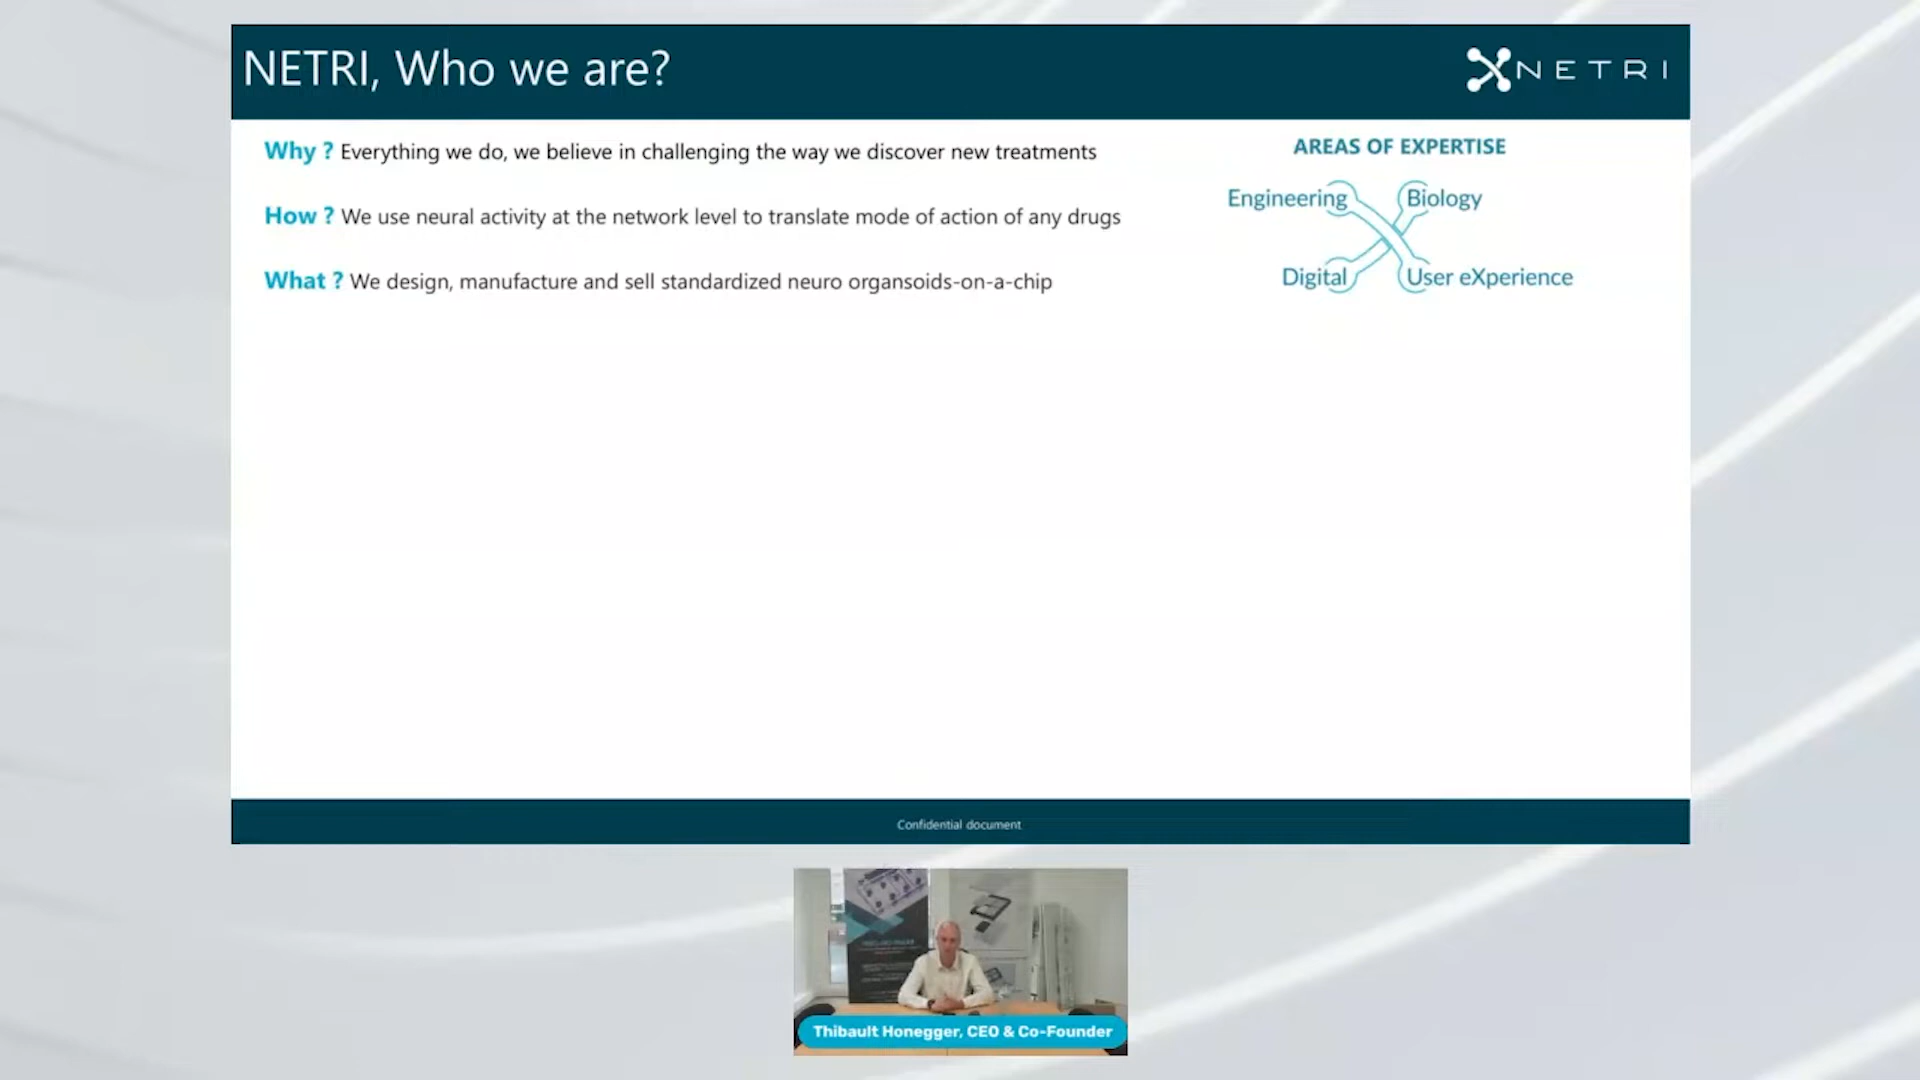 NETRI, Who we are?
NETRI
Why ? Everything we do, we believe in challenging the way we discover new treatments
How ? We use neural activity at the network level to translate mode of action of any drugs
What ? We design, manufacture and sell standardized neuro organsoids-on-a-chip
AREAS OF EXPERTISE
Engineering
Biology
Digital
User eXperience
Confidential document
Thibault Honegger, CEO & Co-Founder